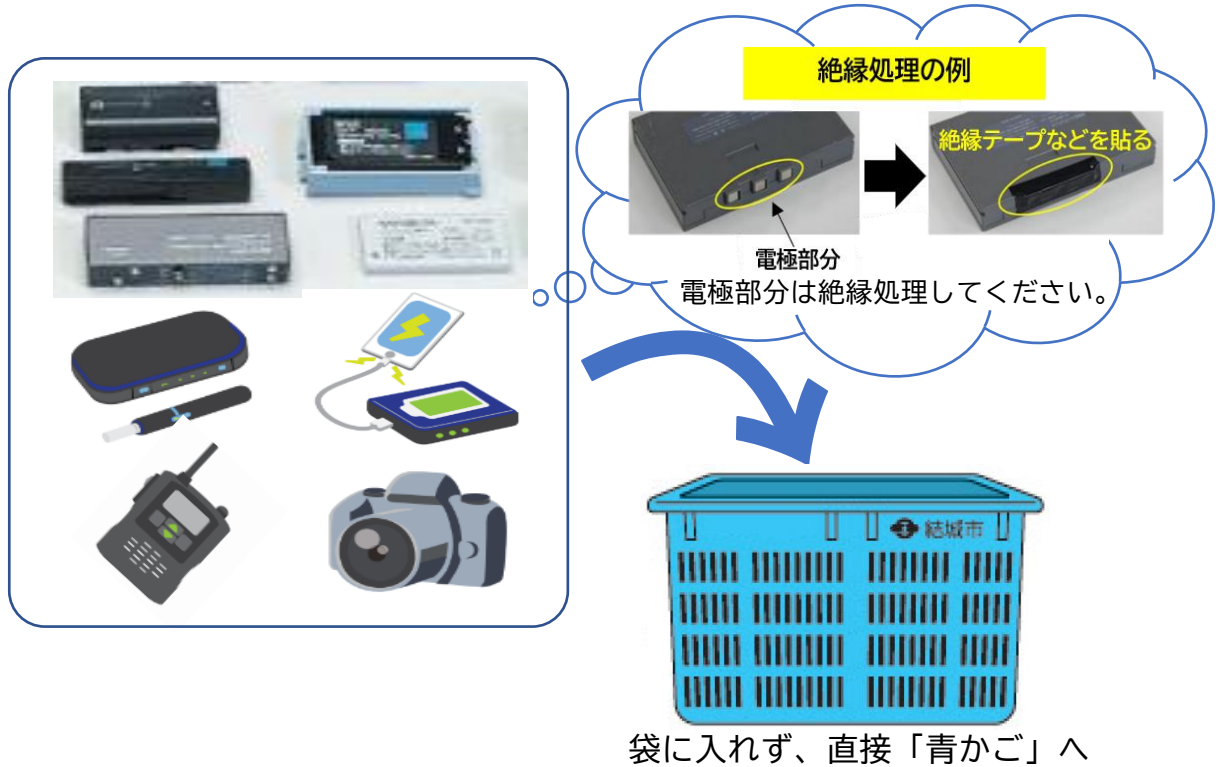 絶縁処理の例
絶縁テープなどを貼る
電極部分
電極部分は絶縁処理してください。
結城市
袋に入れず、直接「青かご」へ